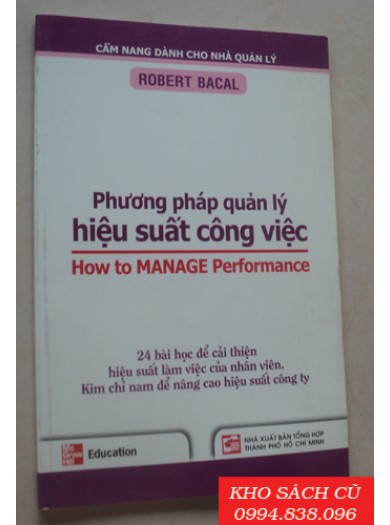 CẨM NANG DÀNH CHO NHÀ QUẢN LÝ
ROBERT BACAL
Phương pháp quản lý
hiệu suất công việc
How to MANAGE Performance
24 bài học để cải thiện
hiệu suất làm việc của nhân viên.
Kim chỉ nam để nâng cao hiệu suất công ty
Education
NHÀ XUẤT BẢN TỔNG HỢP
THÀNH PHỐ HỒ CHÍ MINH
KHO SÁCH CŨ
0994.838.096